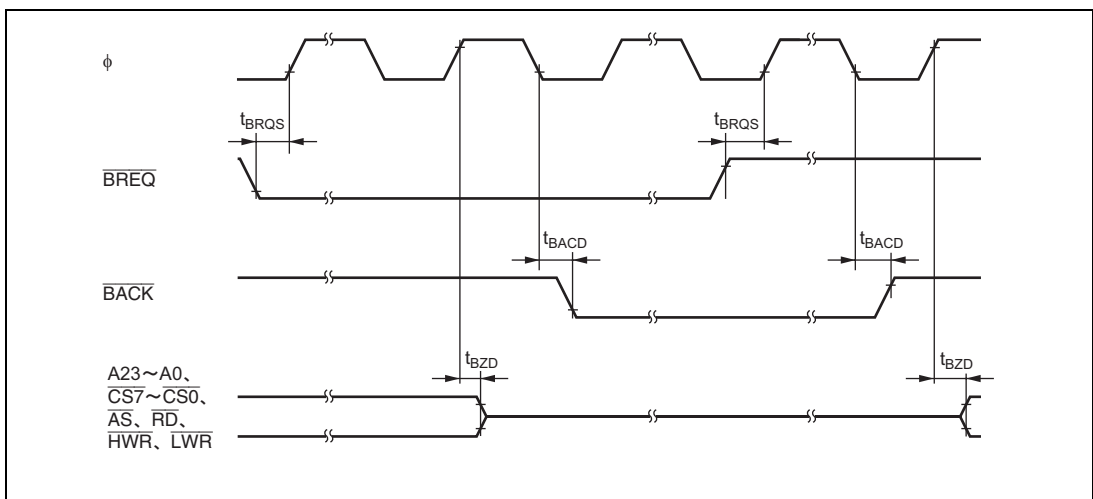 φ
tBRQS tBRQS
BREQ
tBACD tBACD
BACK
tBZD tBZD
A23～A0、
CS7～CS0、
AS、RD、
HWR、LWR